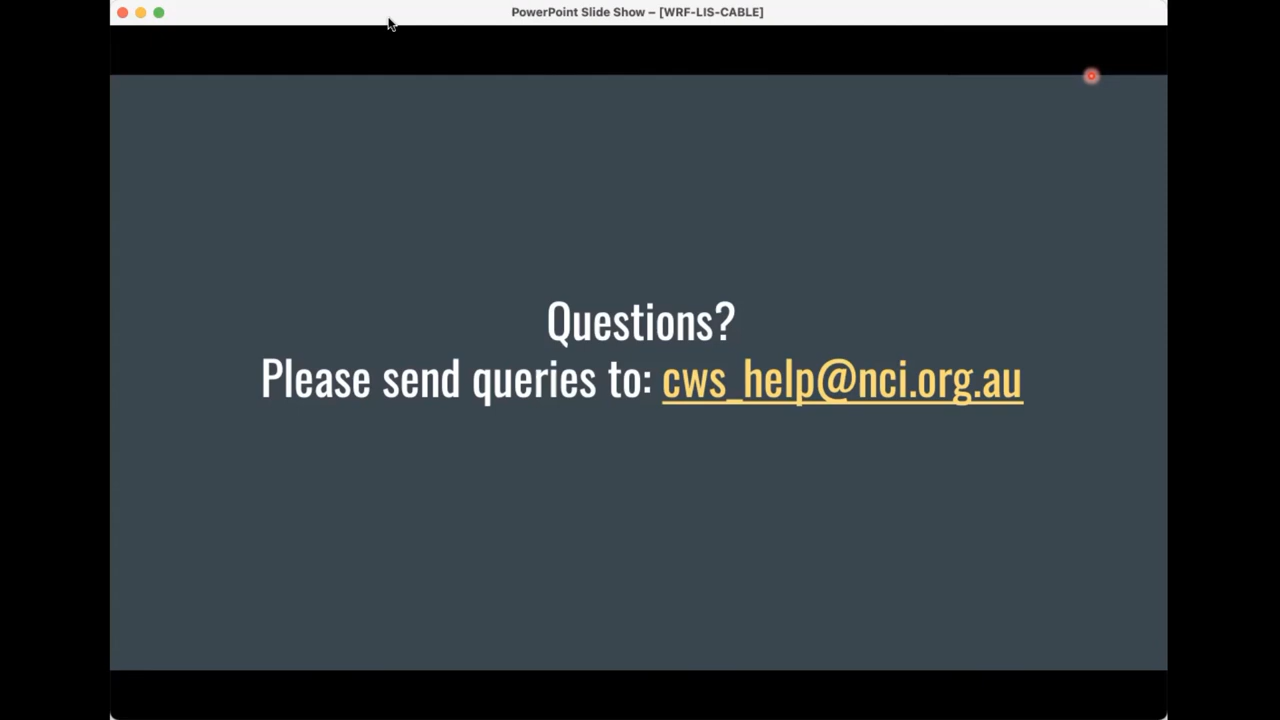 PowerPoint Slide Show – [WRF-LIS-CABLE]
Questions?
Please send queries to: cws_help@nci.org.au